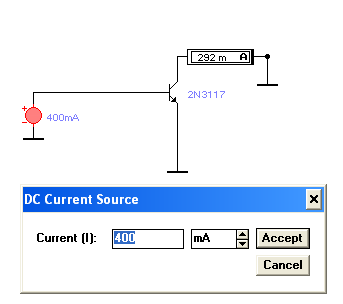 292 m A
2N3117
+
400mA
−
DC Current Source
Current (I): 400 mA Accept
Cancel